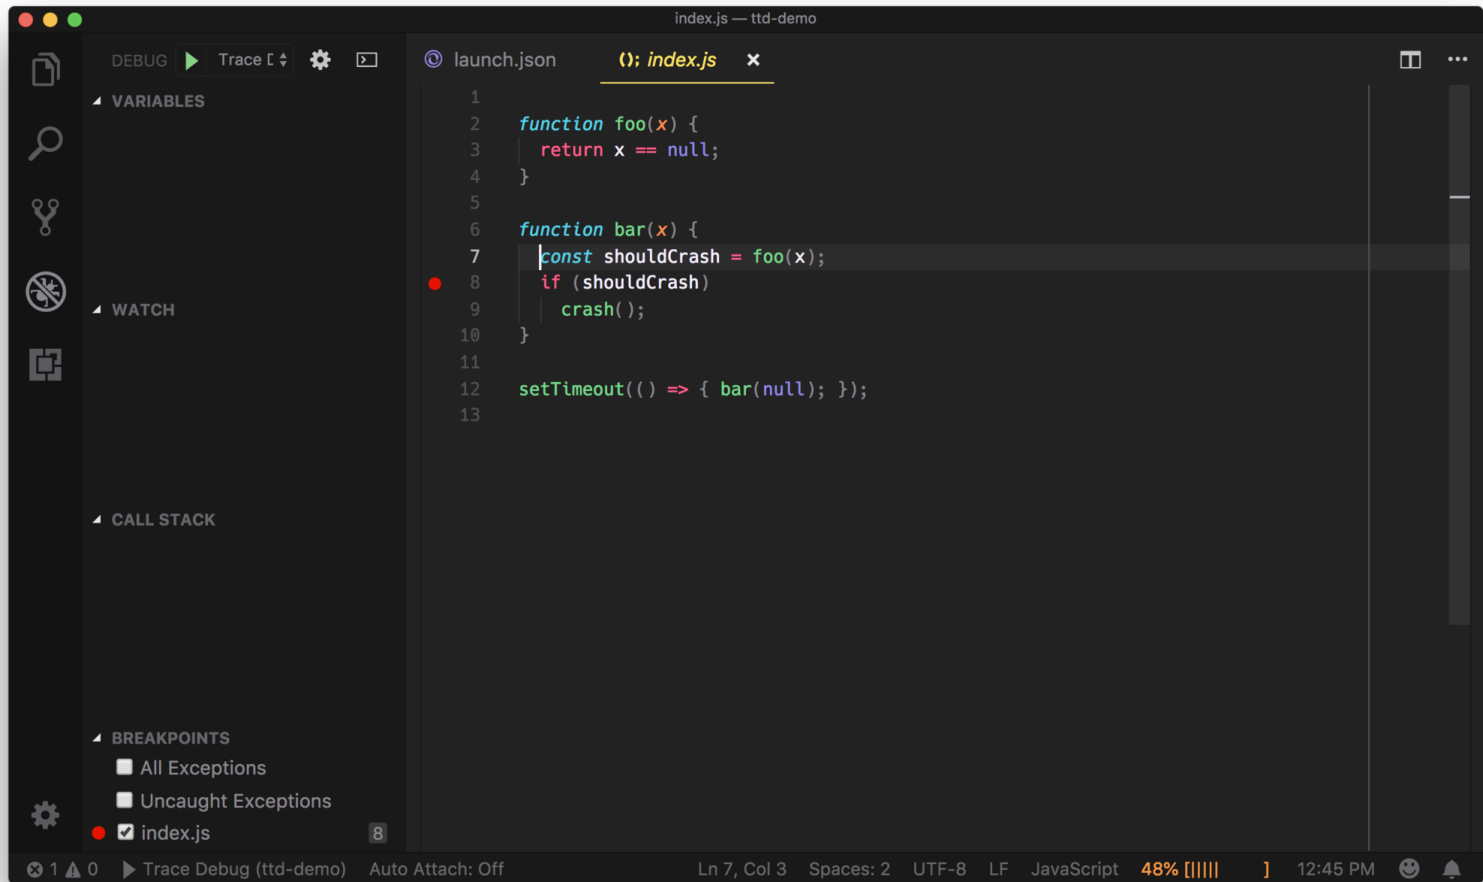 index.js — ttd-demo
DEBUG Trace D
launch.json
(); index.js
VARIABLES
WATCH
CALL STACK
BREAKPOINTS
All Exceptions
Uncaught Exceptions
index.js 8
1
2 function foo(x) {
3 return x == null;
4 }
5
6 function bar(x) {
7 const shouldCrash = foo(x);
8 if (shouldCrash)
9 crash();
10 }
11
12 setTimeout(() => { bar(null); });
13
1 0 Trace Debug (ttd-demo) Auto Attach: Off Ln 7, Col 3 Spaces: 2 UTF-8 LF JavaScript 48% [||||| ] 12:45 PM